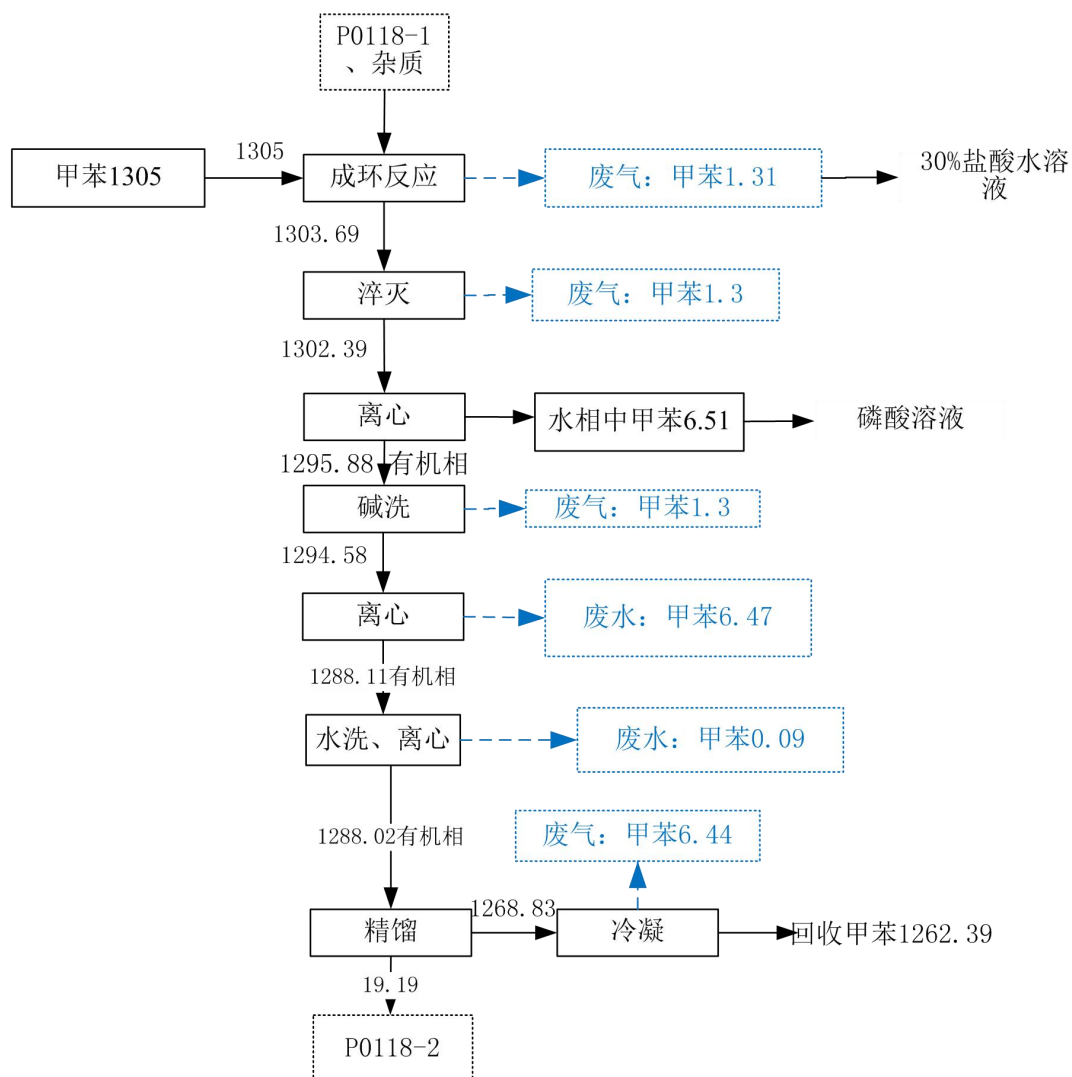 P0118-1
、杂质
甲苯1305
1305
成环反应
废气：甲苯1.31
30%盐酸水溶
液
1303.69
淬灭
废气：甲苯1.3
1302.39
离心
水相中甲苯6.51
磷酸溶液
1295.88 有机相
碱洗
废气：甲苯1.3
1294.58
离心
废水：甲苯6.47
1288.11有机相
水洗、离心
废水：甲苯0.09
1288.02有机相
废气：甲苯6.44
精馏
1268.83
冷凝
回收甲苯1262.39
19.19
P0118-2